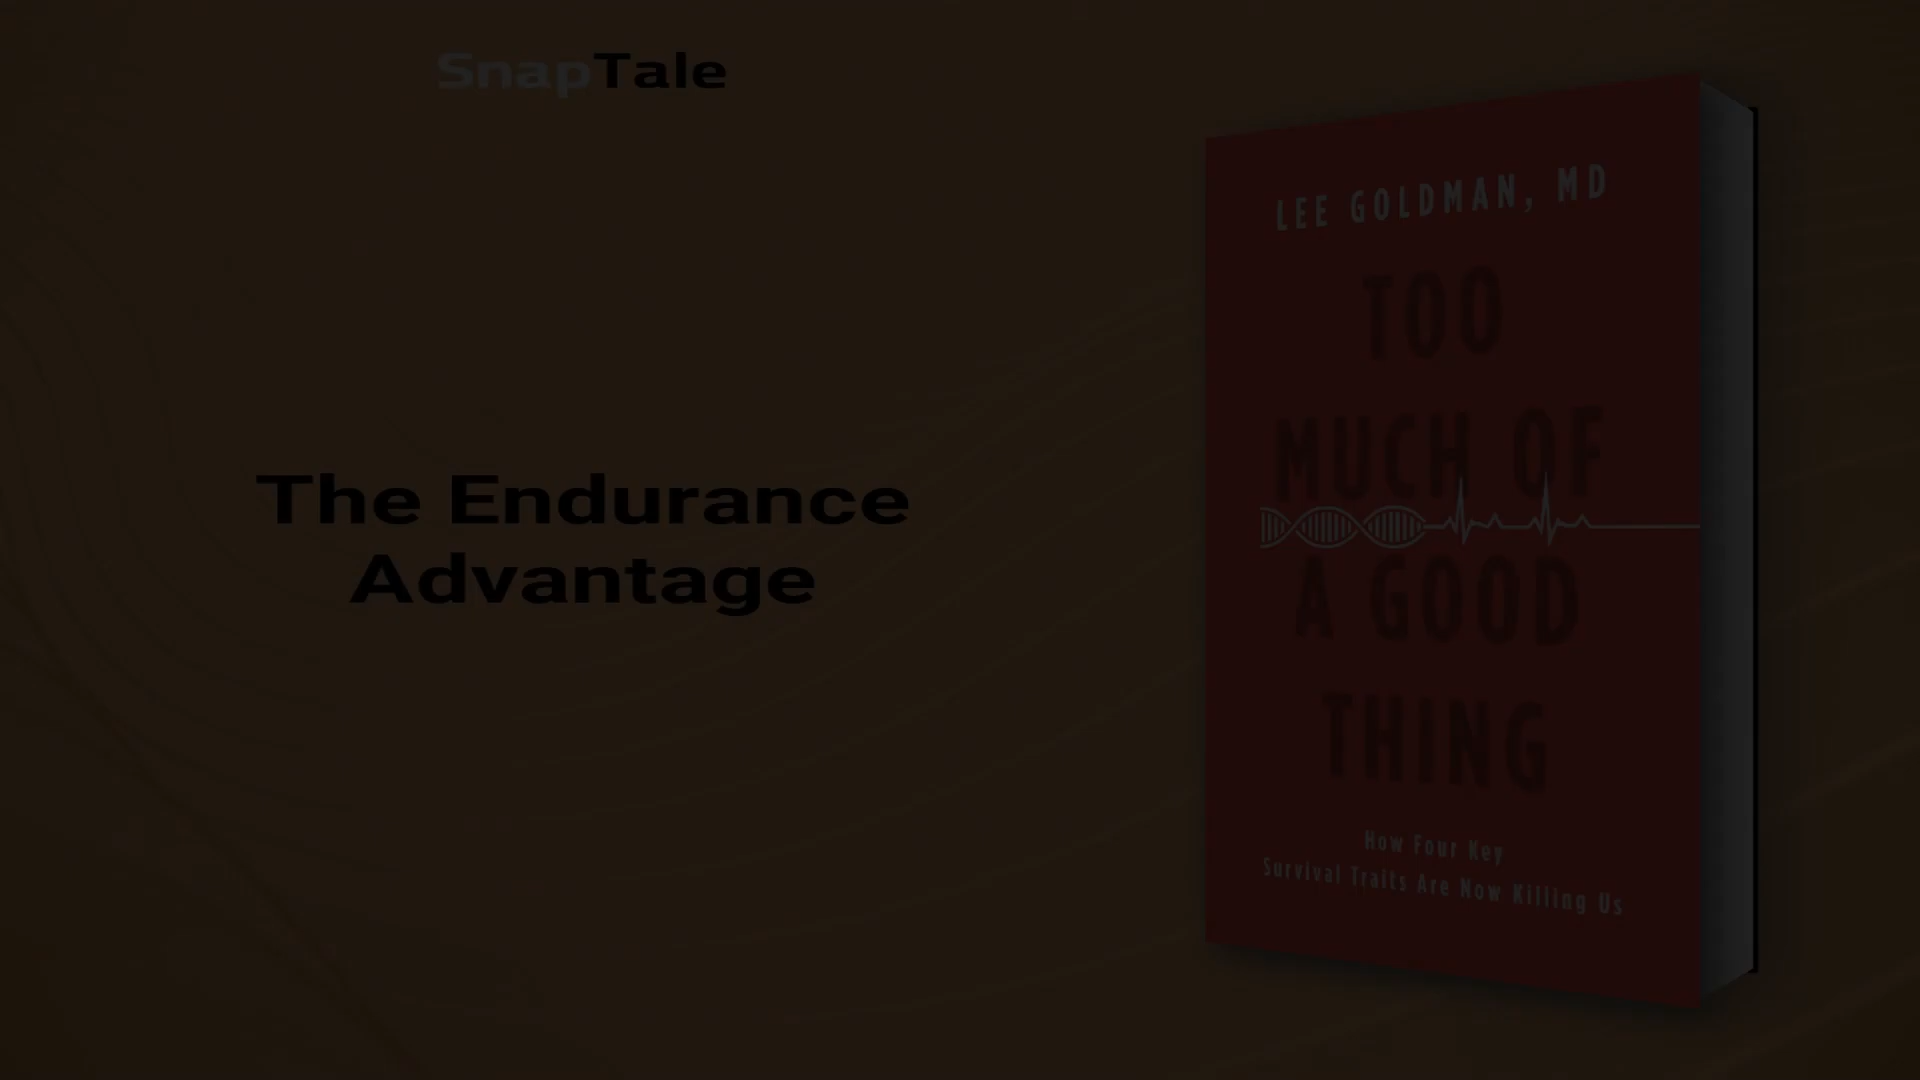 SnapTale
The Endurance
Advantage
LEE GOLDMAN, MD
TOO
MUCH OF
A GOOD
THING
How Four Key
Survival Traits Are Now Killing Us